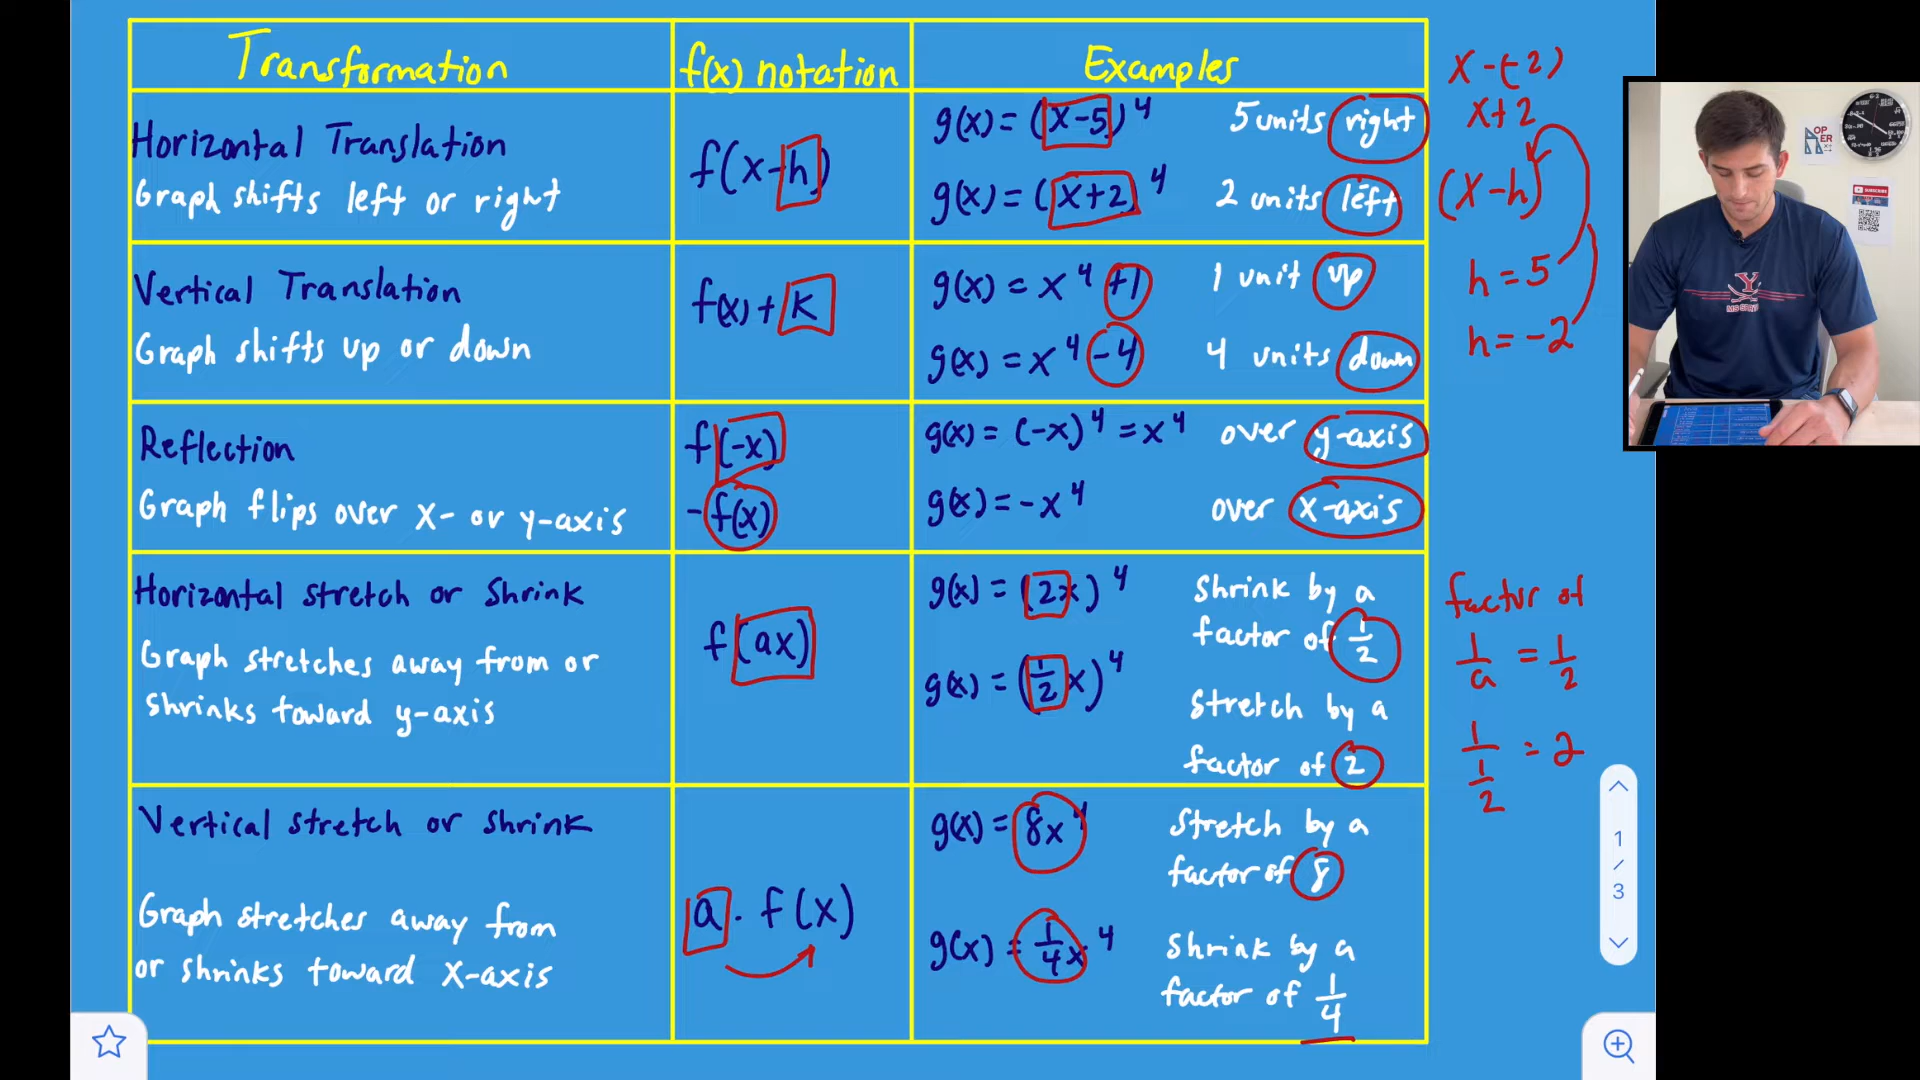 Transformation
f(x) notation
Examples
Horizontal Translation
Graph shifts left or right
f(x-h)
g(x) = (x-5)⁴ 5 units right
g(x) = (x+2)⁴ 2 units left
Vertical Translation
Graph shifts up or down
f(x) + k
g(x) = x⁴ +1 1 unit up
g(x) = x⁴ -4 4 units down
Reflection
Graph flips over x- or y-axis
f(-x)
-f(x)
g(x) = (-x)⁴ = x⁴ over y-axis
g(x) = -x⁴ over x-axis
Horizontal stretch or shrink
Graph stretches away from or
shrinks toward y-axis
f(ax)
g(x) = (2x)⁴
shrink by a
factor of 1/2
g(x) = (1/2 x)⁴
stretch by a
factor of 2
Vertical stretch or shrink
Graph stretches away from
or shrinks toward x-axis
a · f(x)
g(x) = 8x⁴
stretch by a
factor of 8
g(x) = 1/4 x⁴
shrink by a
factor of 1/4
x-(-2)
x+2
(x-h)
h = 5
h = -2
factor of
1/a = 1/2
1/(1/2) = 2
1
/
3
OP
ER
SUBSCRIBE
Y